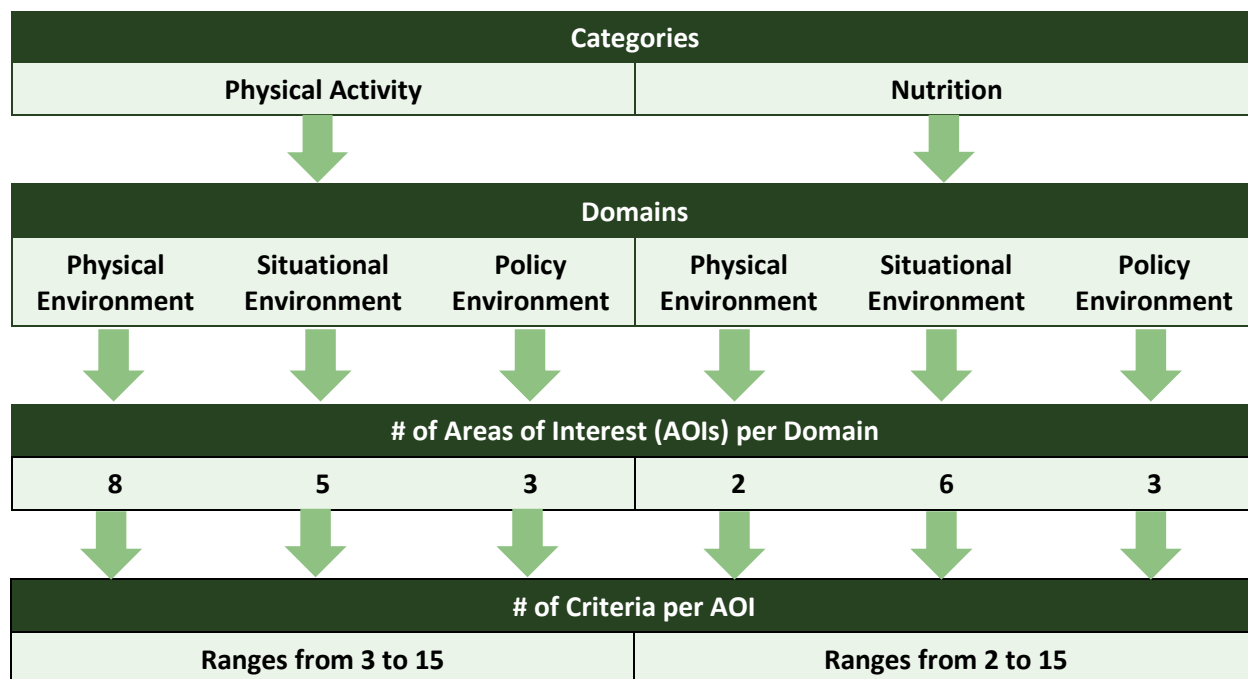 Categories
Physical Activity Nutrition
Domains
Physical Situational Policy Physical Situational Policy
Environment Environment Environment Environment Environment Environment
# of Areas of Interest (AOIs) per Domain
8 5 3 2 6 3
# of Criteria per AOI
Ranges from 3 to 15 Ranges from 2 to 15